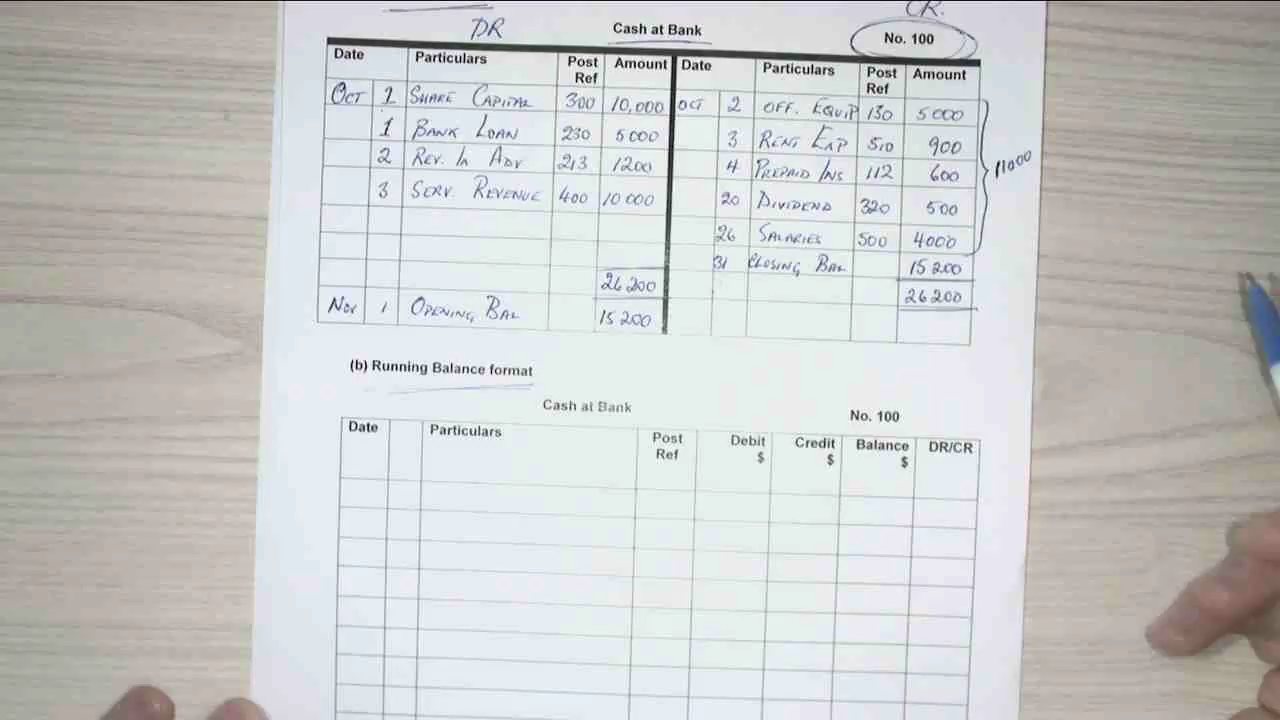 CR.
DR Cash at Bank No. 100
Date Particulars Post Ref Amount Date Particulars Post Ref Amount
OCT 1 SHARE CAPITAL 300 10,000 OCT 2 OFF. EQUIP 130 5000
1 BANK LOAN 230 5000 3 RENT EXP 510 900
2 REV. IN ADV 213 1200 4 PREPAID INS 112 600
3 SERV. REVENUE 400 10000 20 DIVIDEND 320 500
26 SALARIES 500 4000
11000
31 CLOSING BAL 15200
26200 26200
NOV 1 OPENING BAL 15200
(b) Running Balance format
Cash at Bank No. 100
Date Particulars Post Ref Debit $ Credit $ Balance $ DR/CR